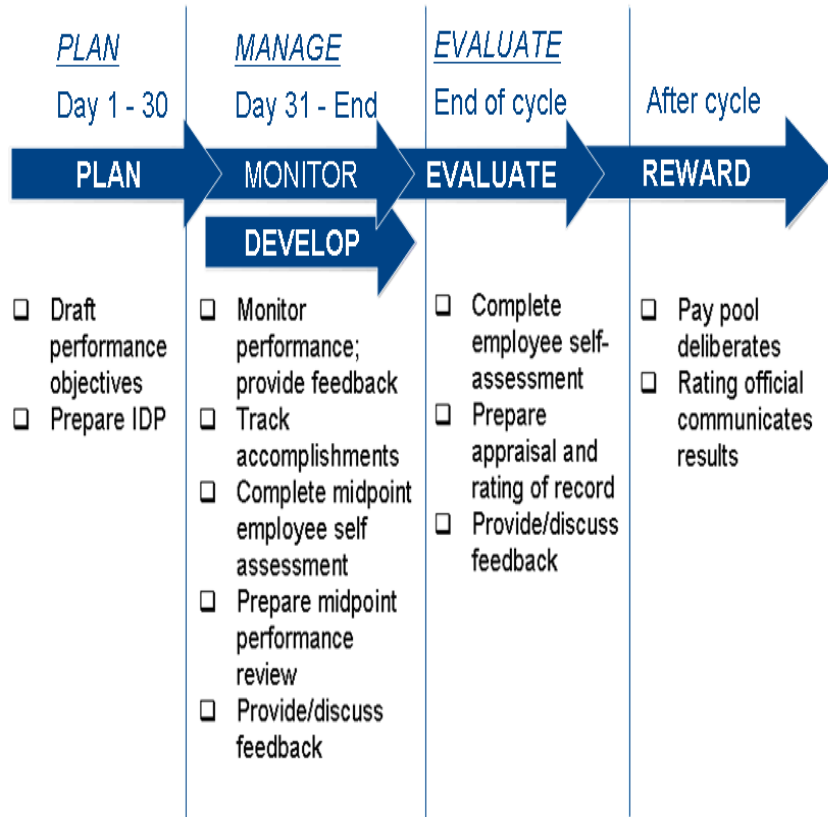 PLAN
Day 1 - 30
MANAGE
Day 31 - End
EVALUATE
End of cycle
After cycle
PLAN
MONITOR
EVALUATE
REWARD
DEVELOP
Draft
performance
objectives
Prepare IDP
Monitor
performance;
provide feedback
Track
accomplishments
Complete midpoint
employee self
assessment
Prepare midpoint
performance
review
Provide/discuss
feedback
Complete
employee self-
assessment
Prepare
appraisal and
rating of record
Provide/discuss
feedback
Pay pool
deliberates
Rating official
communicates
results